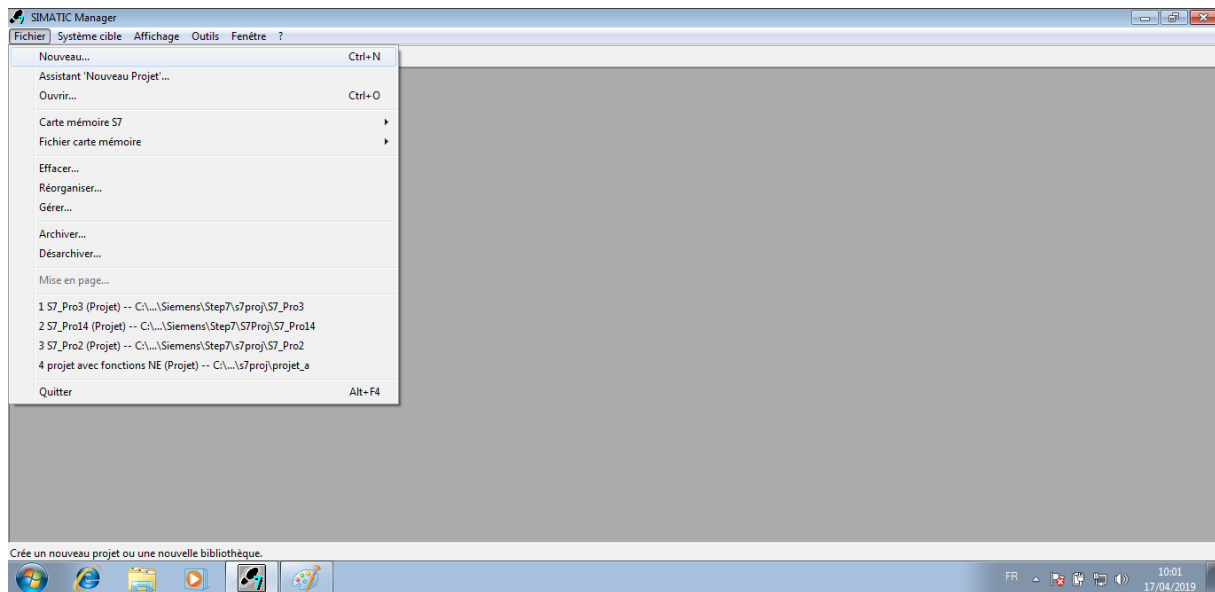 SIMATIC Manager
Fichier Système cible Affichage Outils Fenêtre ?
Nouveau... Ctrl+N
Assistant 'Nouveau Projet'...
Ouvrir... Ctrl+O
Carte mémoire S7
Fichier carte mémoire
Effacer...
Réorganiser...
Gérer...
Archiver...
Désarchiver...
Mise en page...
1 S7_Pro3 (Projet) -- C:\...\Siemens\Step7\s7proj\S7_Pro3
2 S7_Pro14 (Projet) -- C:\...\Siemens\Step7\S7Proj\S7_Pro14
3 S7_Pro2 (Projet) -- C:\...\Siemens\Step7\s7proj\S7_Pro2
4 projet avec fonctions NE (Projet) -- C:\...\s7proj\projet_a
Quitter Alt+F4
Crée un nouveau projet ou une nouvelle bibliothèque.
FR 10:01
17/04/2019